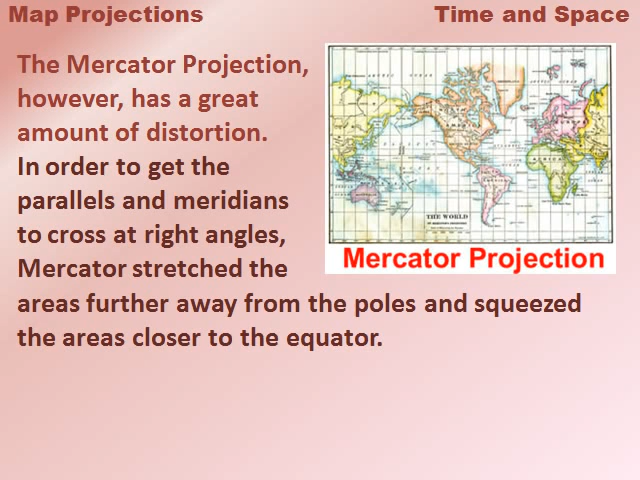 Map Projections
Time and Space
The Mercator Projection,
however, has a great
amount of distortion.
In order to get the
parallels and meridians
to cross at right angles,
Mercator stretched the
areas further away from the poles and squeezed
the areas closer to the equator.
THE WORLD
Mercator Projection